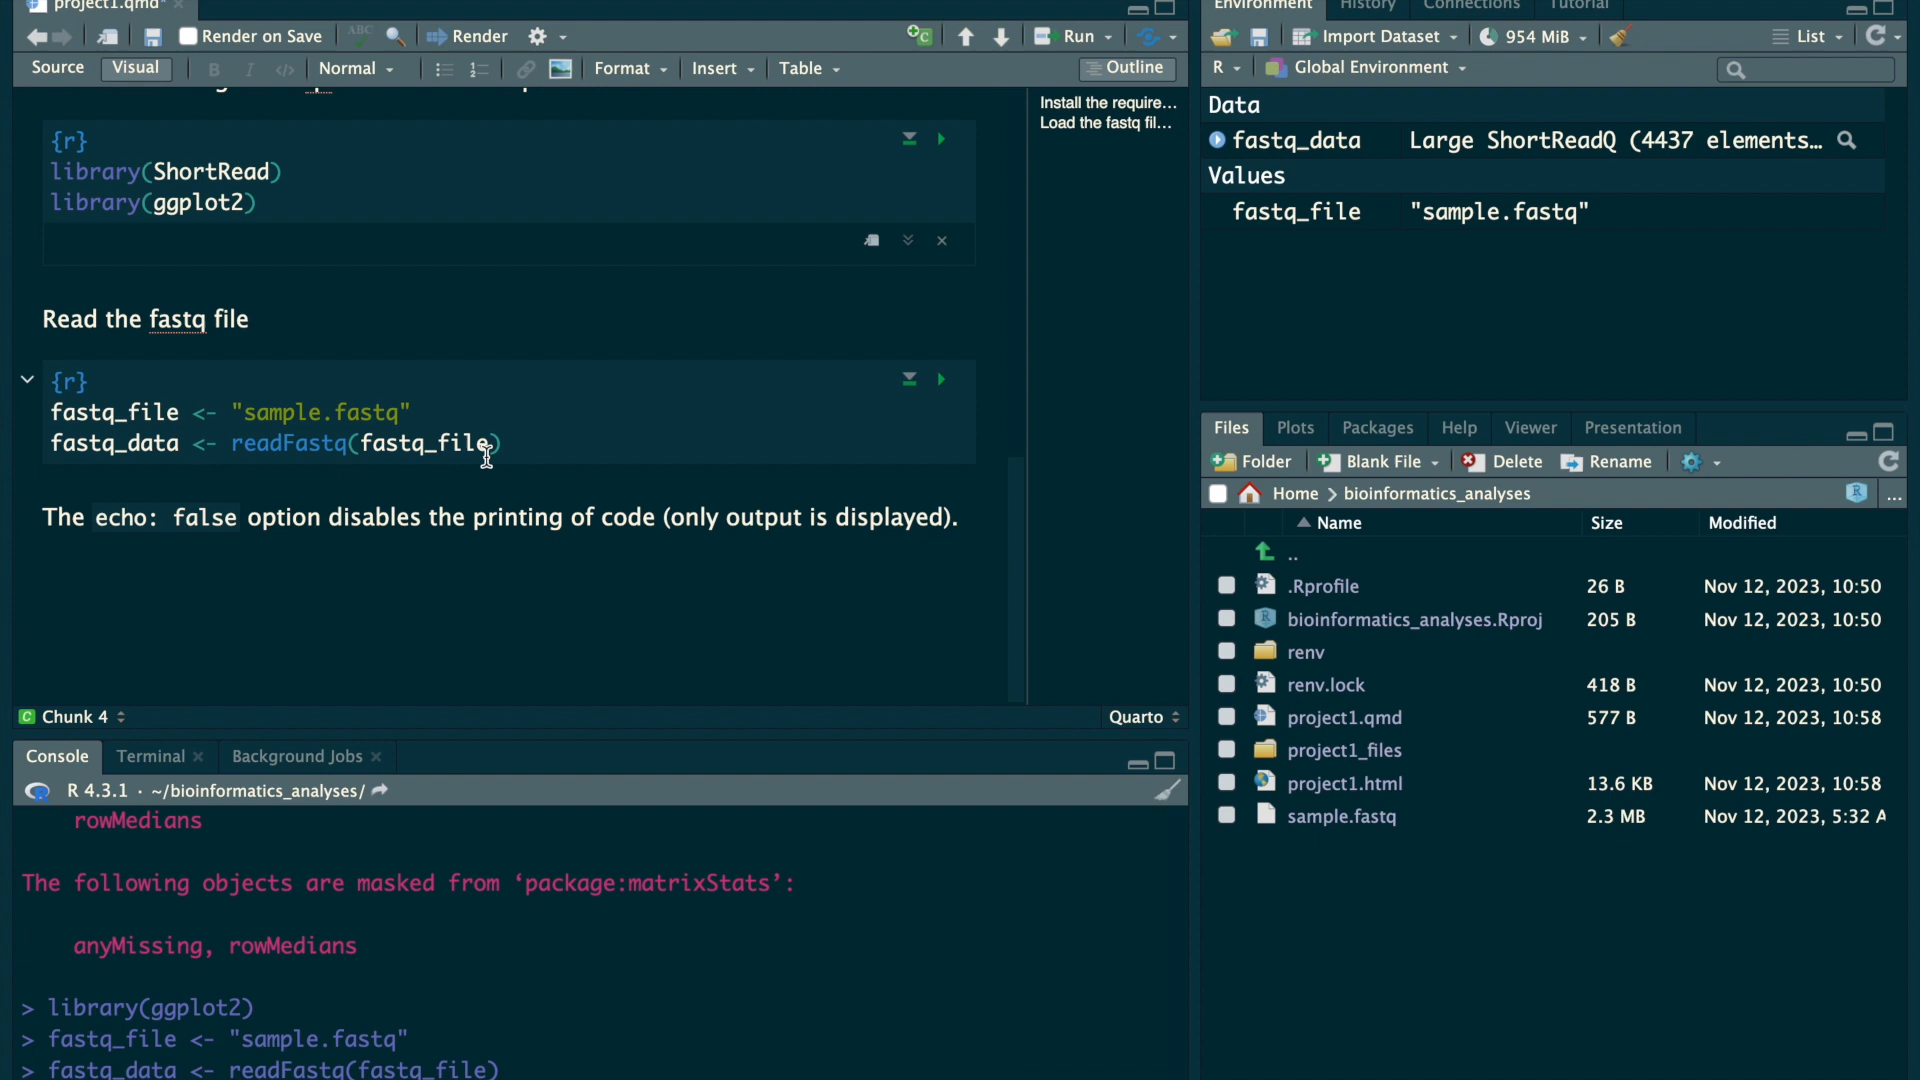 project1.qmd*
Render on Save
ABC
Render
Run
Source
Visual
B
I
</>
Normal
Format
Insert
Table
Outline
{r}
library(ShortRead)
library(ggplot2)
Read the fastq file
{r}
fastq_file <- "sample.fastq"
fastq_data <- readFastq(fastq_file)
The echo: false option disables the printing of code (only output is displayed).
Install the require...
Load the fastq fil...
C Chunk 4
Quarto
Console
Terminal
Background Jobs
R 4.3.1 · ~/bioinformatics_analyses/
rowMedians
The following objects are masked from ‘package:matrixStats’:
anyMissing, rowMedians
> library(ggplot2)
> fastq_file <- "sample.fastq"
> fastq_data <- readFastq(fastq_file)
Environment
History
Connections
Tutorial
Import Dataset
954 MiB
List
R
Global Environment
Data
fastq_data Large ShortReadQ (4437 elements…
Values
fastq_file "sample.fastq"
Files
Plots
Packages
Help
Viewer
Presentation
Folder
Blank File
Delete
Rename
Home > bioinformatics_analyses
...
Name Size Modified
..
.Rprofile 26 B Nov 12, 2023, 10:50
bioinformatics_analyses.Rproj 205 B Nov 12, 2023, 10:50
renv
renv.lock 418 B Nov 12, 2023, 10:50
project1.qmd 577 B Nov 12, 2023, 10:58
project1_files
project1.html 13.6 KB Nov 12, 2023, 10:58
sample.fastq 2.3 MB Nov 12, 2023, 5:32 A